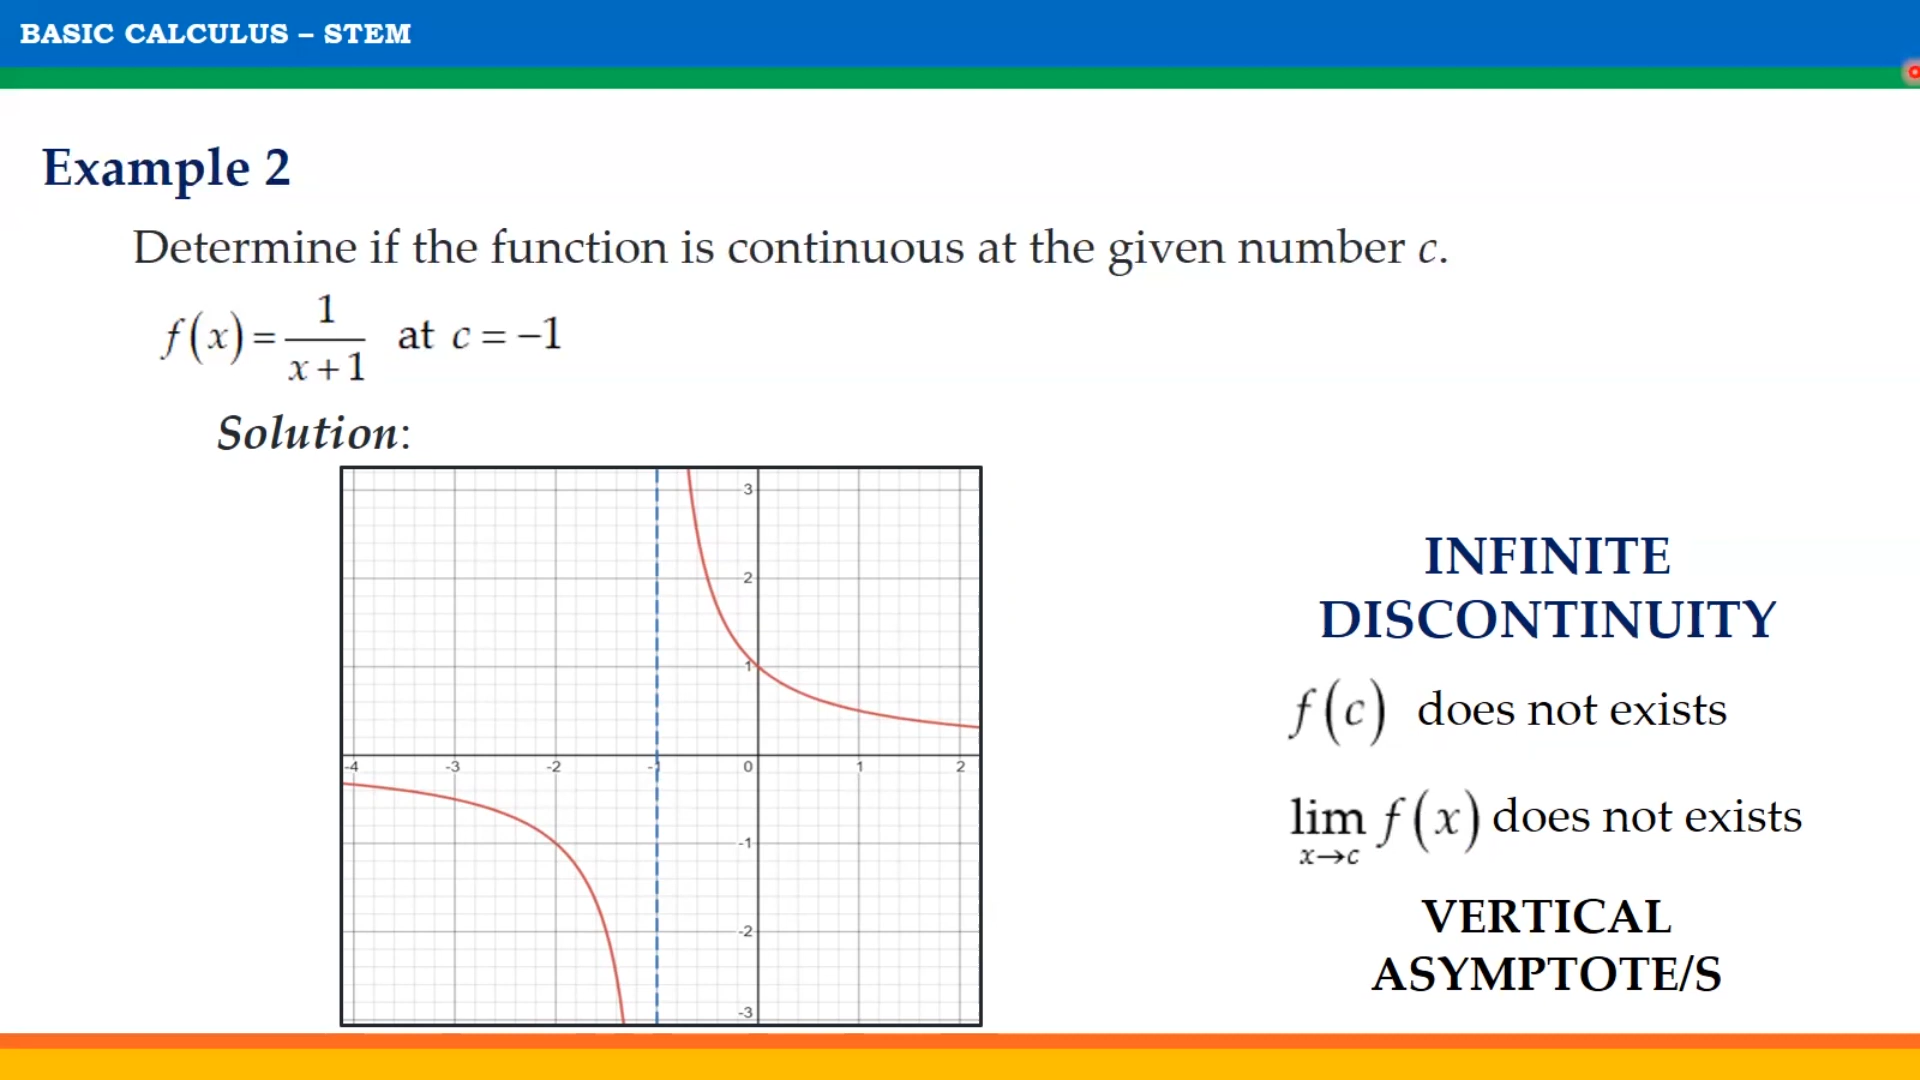 BASIC CALCULUS – STEM
Example 2
Determine if the function is continuous at the given number c.
f(x) = 1/(x+1) at c = −1
Solution:
3
2
1
-4 -3 -2 -1 0 1 2
-1
-2
-3
INFINITE
DISCONTINUITY
f(c) does not exists
lim x→c f(x) does not exists
VERTICAL
ASYMPTOTE/S